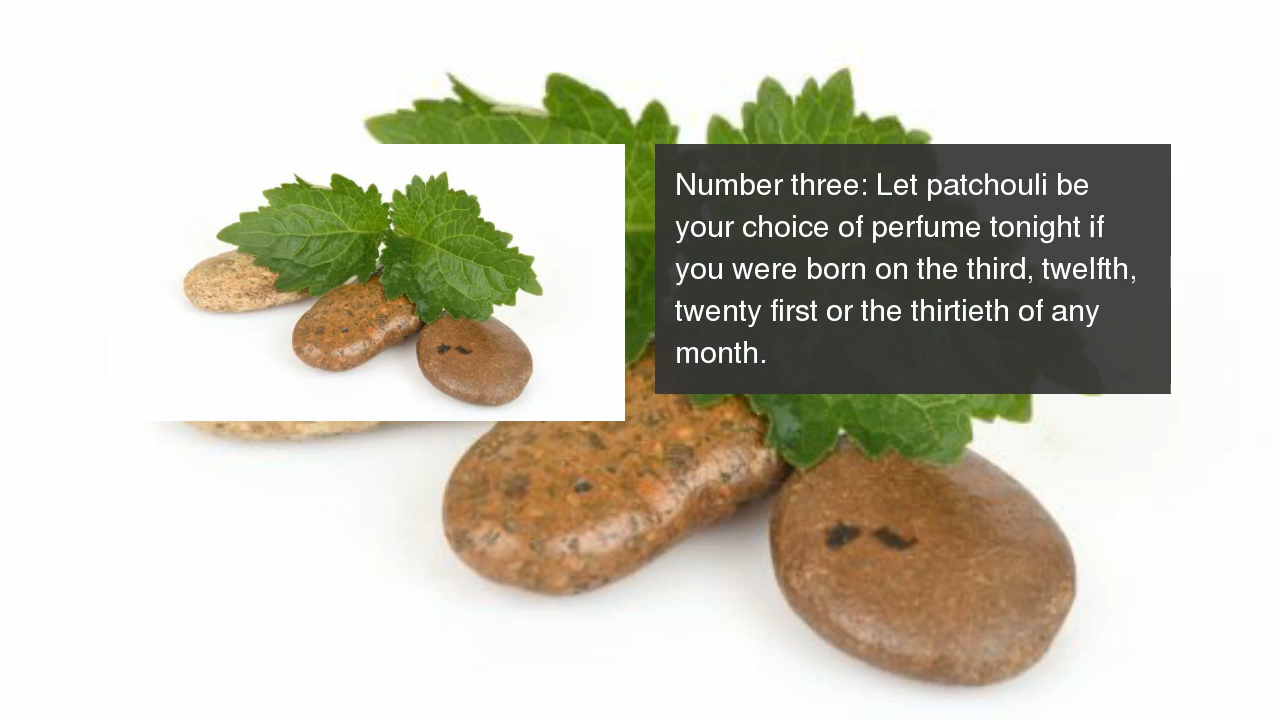 Number three: Let patchouli be
your choice of perfume tonight if
you were born on the third, twelfth,
twenty first or the thirtieth of any
month.